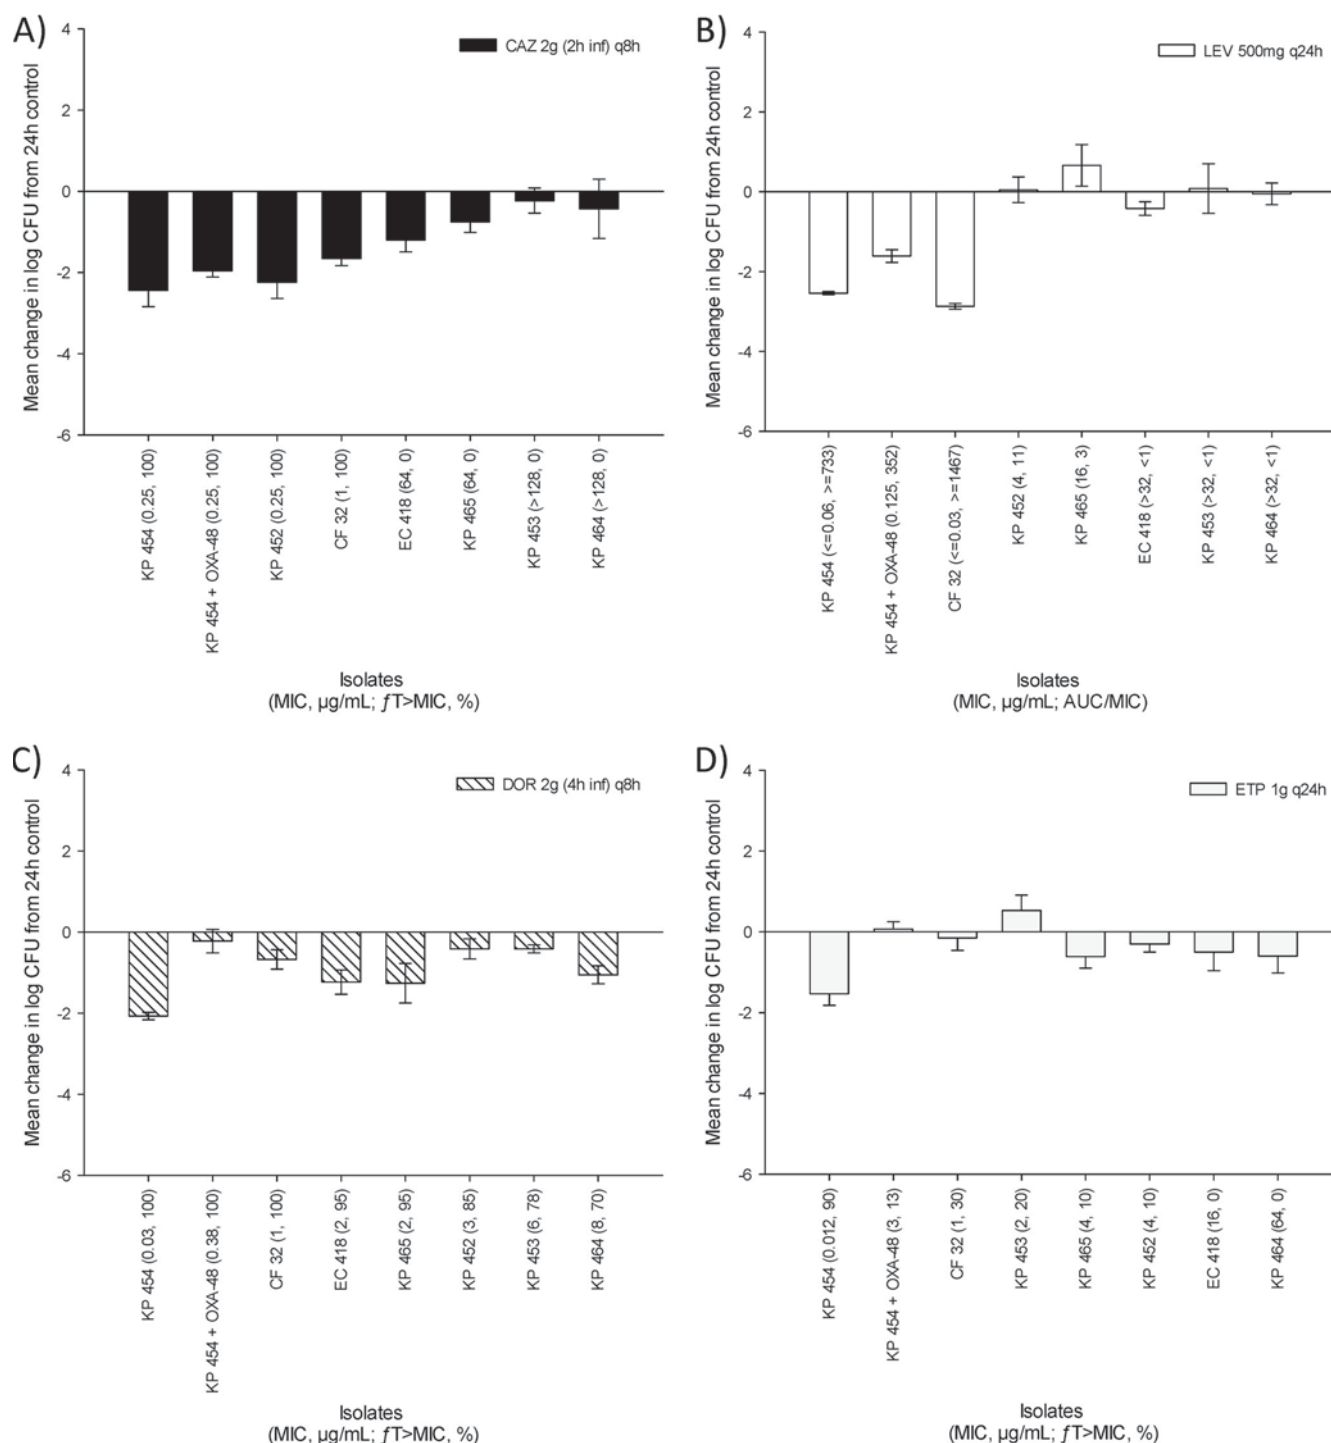 A)
CAZ 2g (2h inf) q8h
Mean change in log CFU from 24h control
4
2
0
-2
-4
-6
KP 454 (0.25, 100)
KP 454 + OXA-48 (0.25, 100)
KP 452 (0.25, 100)
CF 32 (1, 100)
EC 418 (64, 0)
KP 465 (64, 0)
KP 453 (>128, 0)
KP 464 (>128, 0)
Isolates
(MIC, µg/mL; ƒT>MIC, %)
B)
LEV 500mg q24h
Mean change in log CFU from 24h control
4
2
0
-2
-4
-6
KP 454 (<=0.06, >=733)
KP 454 + OXA-48 (0.125, 352)
CF 32 (<=0.03, >=1467)
KP 452 (4, 11)
KP 465 (16, 3)
EC 418 (>32, <1)
KP 453 (>32, <1)
KP 464 (>32, <1)
Isolates
(MIC, µg/mL; AUC/MIC)
C)
DOR 2g (4h inf) q8h
Mean change in log CFU from 24h control
4
2
0
-2
-4
-6
KP 454 (0.03, 100)
KP 454 + OXA-48 (0.38, 100)
CF 32 (1, 100)
EC 418 (2, 95)
KP 465 (2, 95)
KP 452 (3, 85)
KP 453 (6, 78)
KP 464 (8, 70)
Isolates
(MIC, µg/mL; ƒT>MIC, %)
D)
ETP 1g q24h
Mean change in log CFU from 24h control
4
2
0
-2
-4
-6
KP 454 (0.012, 90)
KP 454 + OXA-48 (3, 13)
CF 32 (1, 30)
KP 453 (2, 20)
KP 465 (4, 10)
KP 452 (4, 10)
EC 418 (16, 0)
KP 464 (64, 0)
Isolates
(MIC, µg/mL; ƒT>MIC, %)